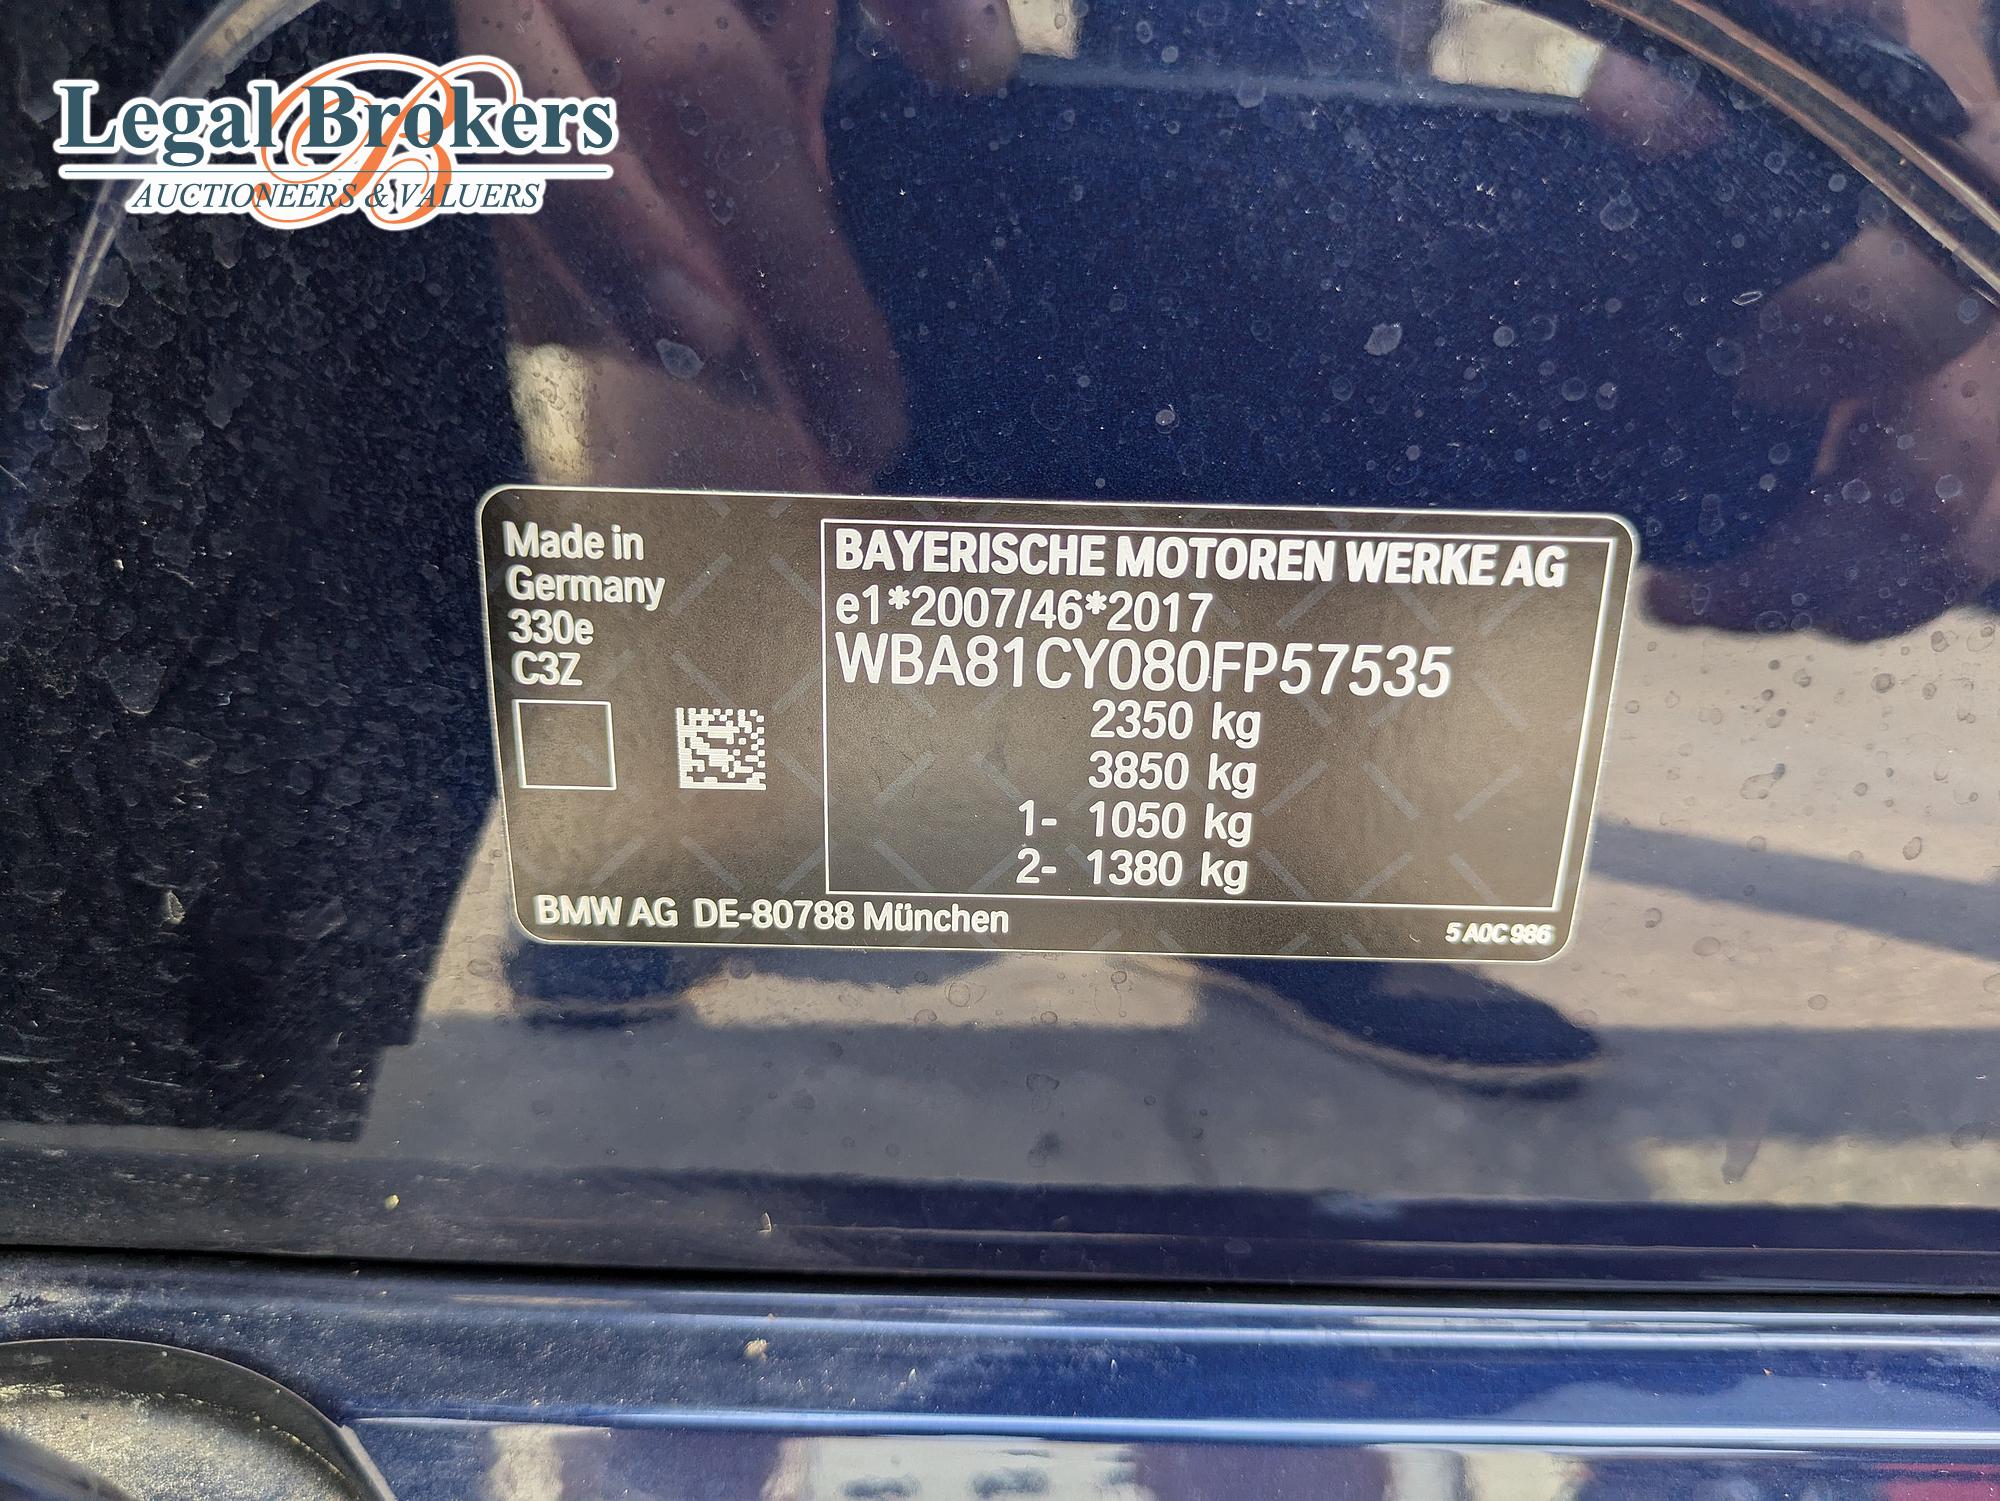 Legal Brokers
AUCTIONEERS & VALUERS
Made in
Germany
330e
C3Z
BAYERISCHE MOTOREN WERKE AG
e1*2007/46*2017
WBA81CY080FP57535
2350 kg
3850 kg
1- 1050 kg
2- 1380 kg
BMW AG DE-80788 München
5 A0C 986